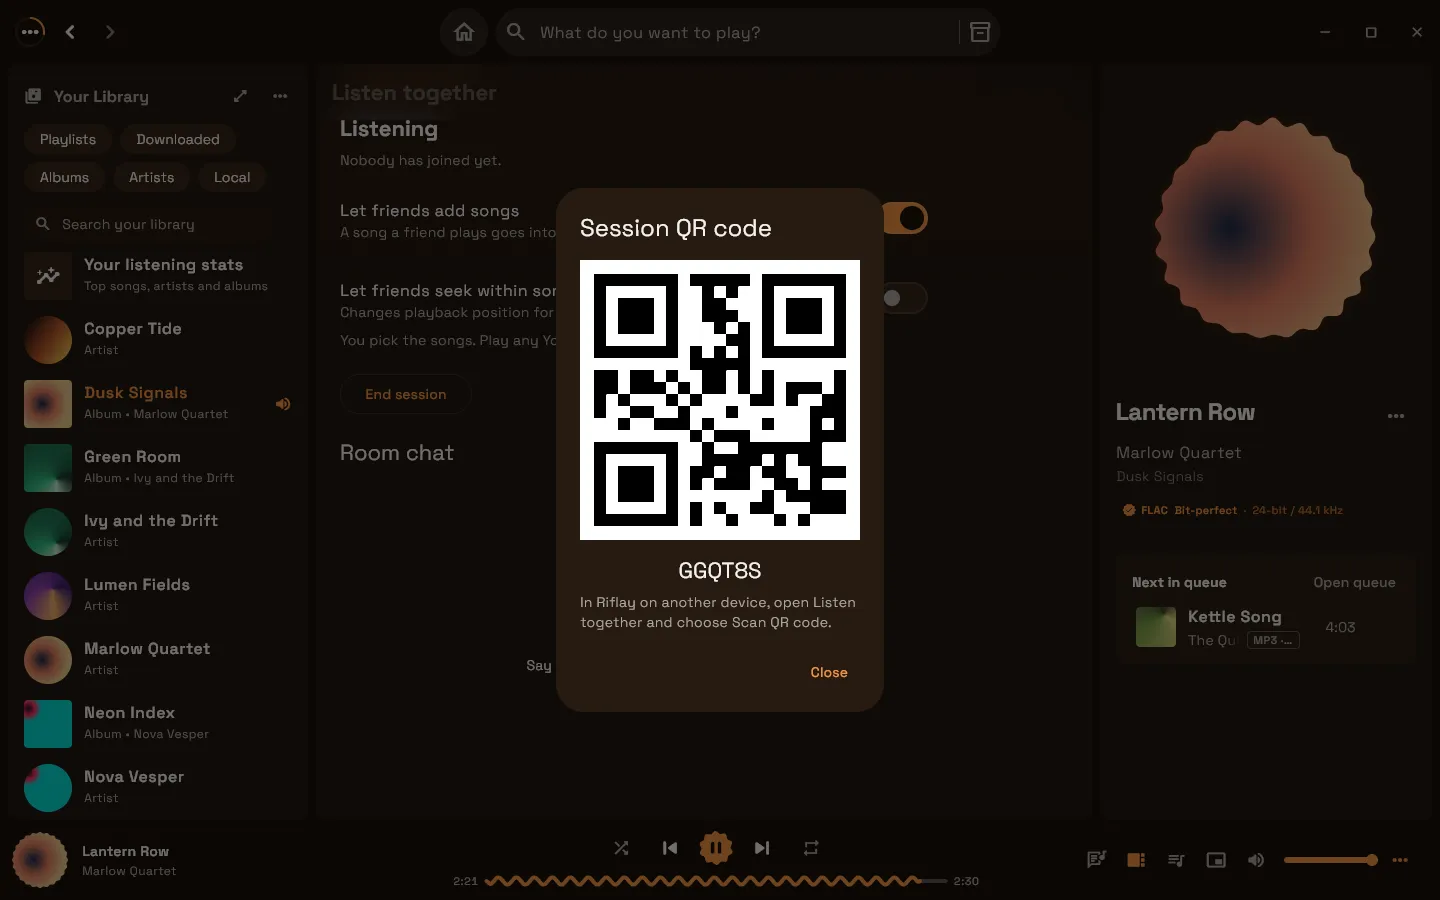 What do you want to play?
Your Library
Playlists
Downloaded
Albums
Artists
Local
Search your library
Your listening stats
Top songs, artists and albums
Copper Tide
Artist
Dusk Signals
Album • Marlow Quartet
Green Room
Album • Ivy and the Drift
Ivy and the Drift
Artist
Lumen Fields
Artist
Marlow Quartet
Artist
Neon Index
Album • Nova Vesper
Nova Vesper
Artist
Listen together
Listening
Nobody has joined yet.
Let friends add songs
A song a friend plays goes into
Let friends seek within
Changes playback position for
You pick the songs. Play any
End session
Room chat
Say
Session QR code
GGQT8S
In Riflay on another device, open Listen
together and choose Scan QR code.
Close
Lantern Row
Marlow Quartet
Dusk Signals
FLAC Bit-perfect · 24-bit / 44.1 kHz
Next in queue
Open queue
Kettle Song
The
MP3 ·…
4:03
Lantern Row
Marlow Quartet
2:21
2:30